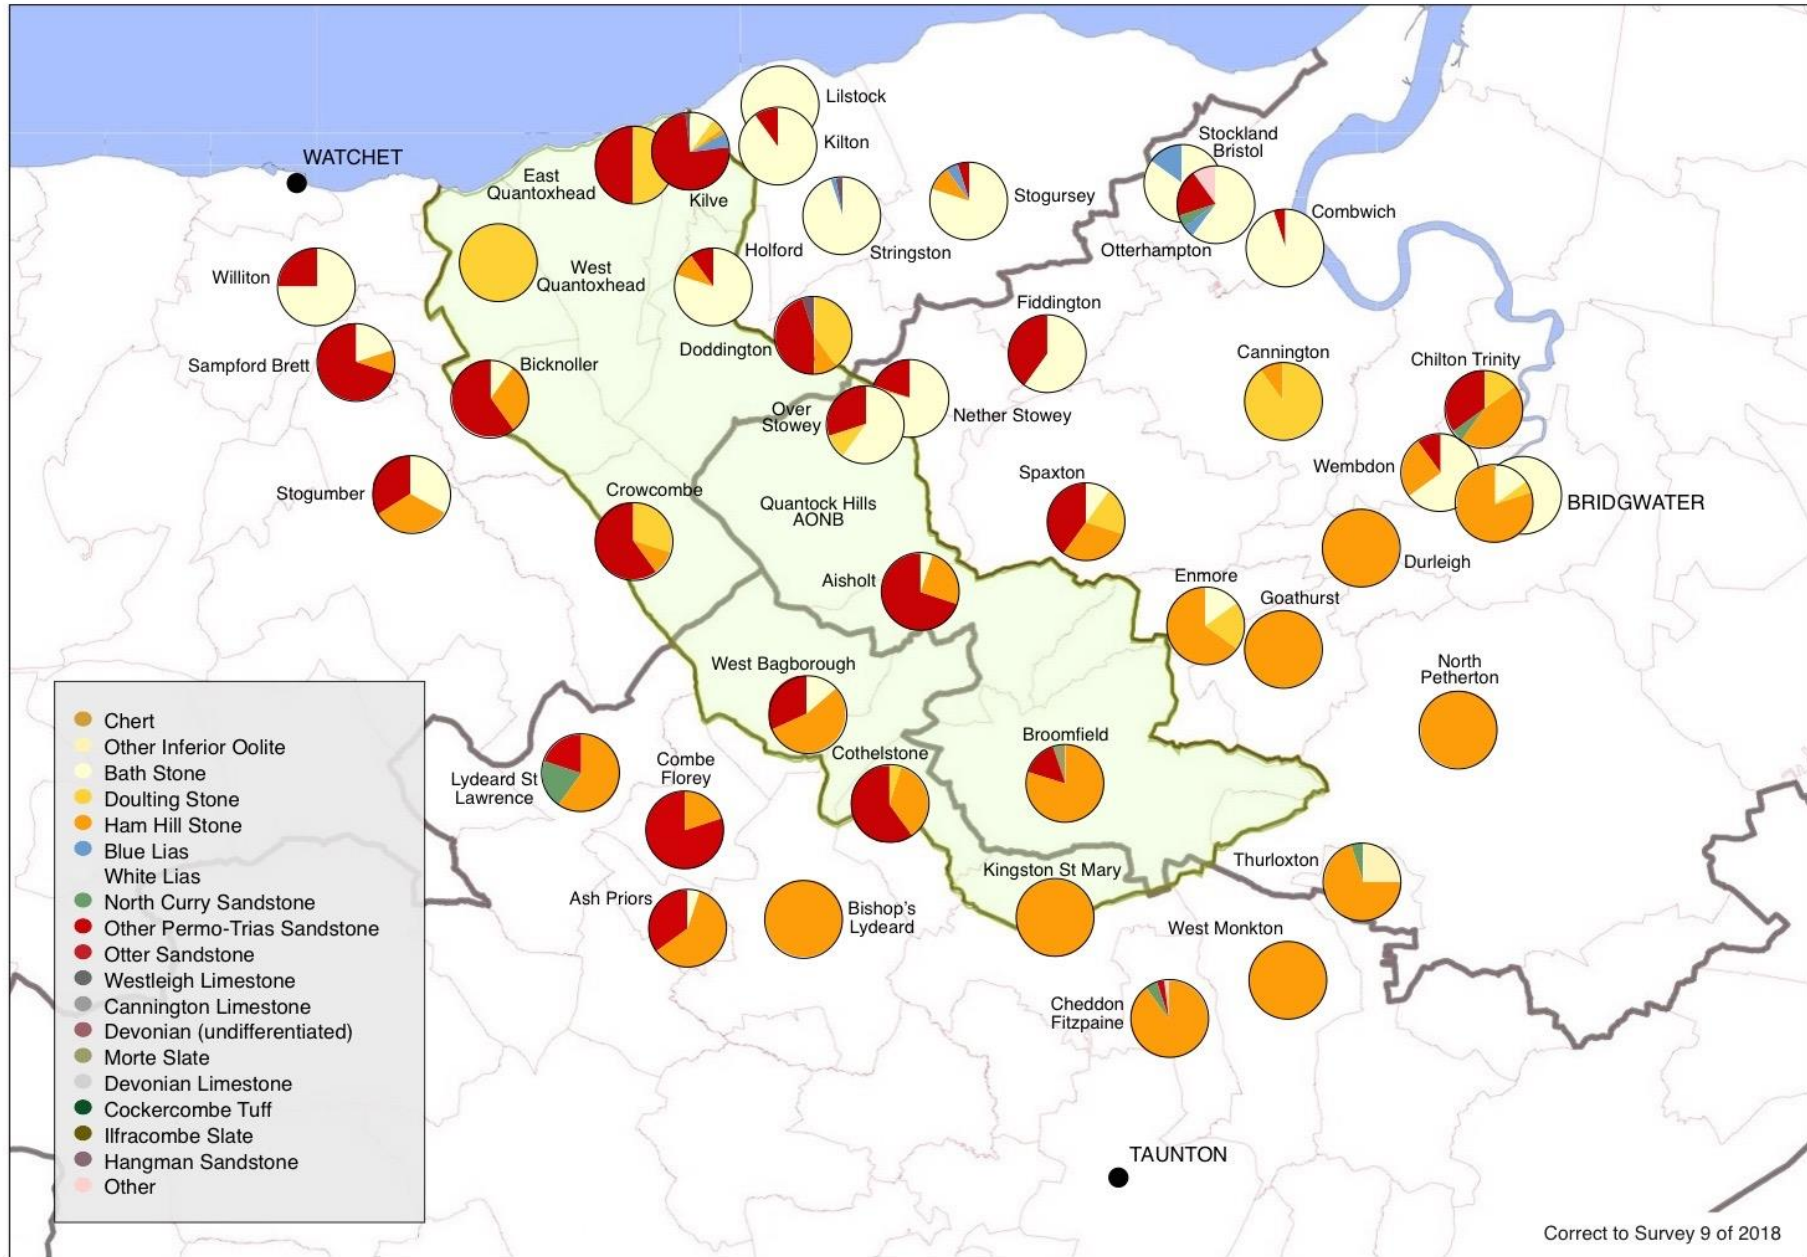 Lilstock
Kilton
WATCHET
East
Quantoxhead
Kilve
Stockland
Bristol
Stogursey
Combwich
Holford
Stringston
Otterhampton
Williton
West
Quantoxhead
Fiddington
Doddington
Cannington
Chilton Trinity
Sampford Brett
Bicknoller
Over
Stowey
Nether Stowey
Wembdon
Spaxton
Stogumber
Crowcombe
Quantock Hills
AONB
BRIDGWATER
Durleigh
Aisholt
Enmore
Goathurst
West Bagborough
North
Petherton
Broomfield
Cothelstone
Combe
Florey
Lydeard St
Lawrence
Thurloxton
Kingston St Mary
Ash Priors
Bishop's
Lydeard
West Monkton
Cheddon
Fitzpaine
TAUNTON
Chert
Other Inferior Oolite
Bath Stone
Doulting Stone
Ham Hill Stone
Blue Lias
White Lias
North Curry Sandstone
Other Permo-Trias Sandstone
Otter Sandstone
Westleigh Limestone
Cannington Limestone
Devonian (undifferentiated)
Morte Slate
Devonian Limestone
Cockercombe Tuff
Ilfracombe Slate
Hangman Sandstone
Other
Correct to Survey 9 of 2018